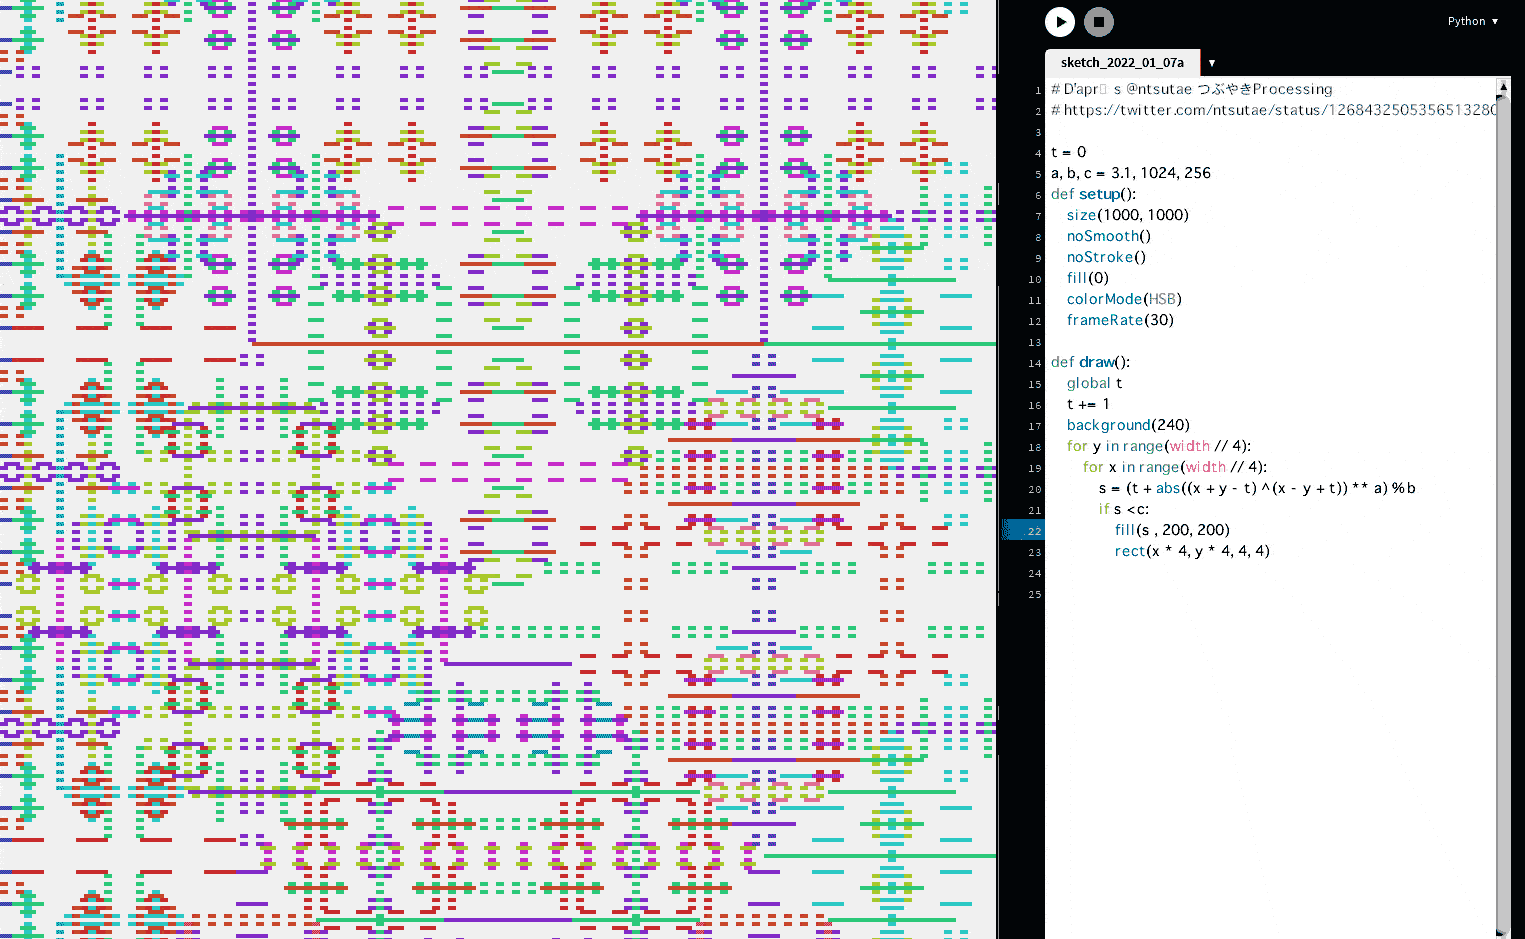 Python ▼
sketch_2022_01_07a ▼
1 # D'apr▯ s @ntsutae つぶやきProcessing
2 # https://twitter.com/ntsutae/status/1268432505356513280
3
4 t = 0
5 a, b, c = 3.1, 1024, 256
6 def setup():
7 size(1000, 1000)
8 noSmooth()
9 noStroke()
10 fill(0)
11 colorMode(HSB)
12 frameRate(30)
13
14 def draw():
15 global t
16 t += 1
17 background(240)
18 for y in range(width // 4):
19 for x in range(width // 4):
20 s = (t + abs((x + y - t) ^(x - y + t)) ** a) %b
21 if s <c:
22 fill(s , 200, 200)
23 rect(x * 4, y * 4, 4, 4)
24
25